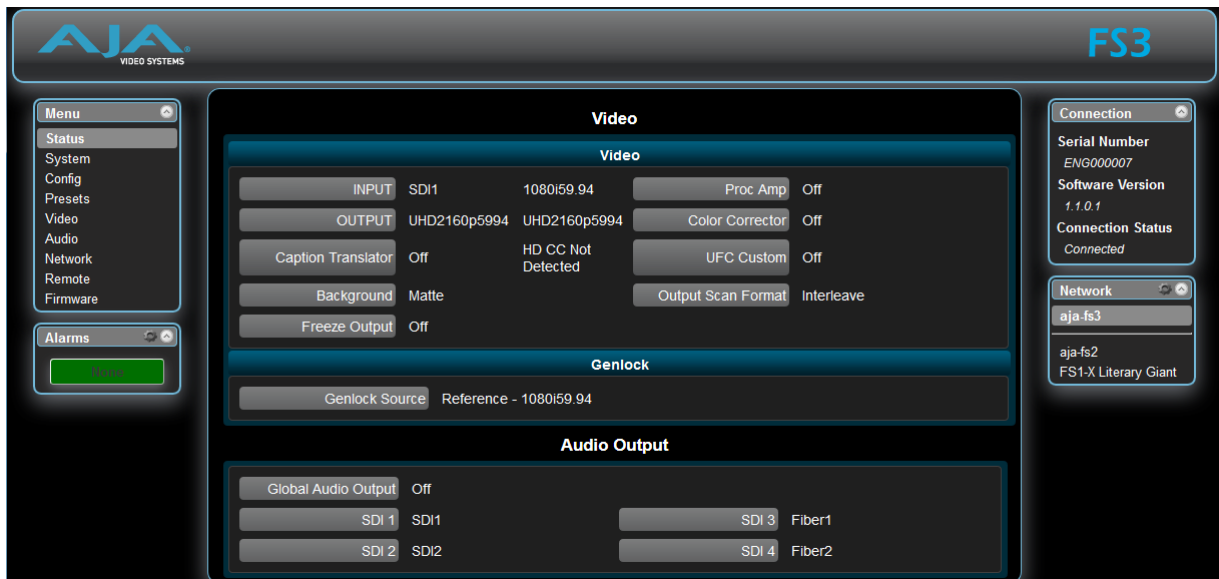 AJA
VIDEO SYSTEMS
FS3
Menu
Status
System
Config
Presets
Video
Audio
Network
Remote
Firmware
Alarms
None
Video
Video
INPUT SDI1 1080i59.94 Proc Amp Off
OUTPUT UHD2160p5994 UHD2160p5994 Color Corrector Off
Caption Translator Off HD CC Not
Detected UFC Custom Off
Background Matte Output Scan Format Interleave
Freeze Output Off
Genlock
Genlock Source Reference - 1080i59.94
Audio Output
Global Audio Output Off
SDI 1 SDI1 SDI 3 Fiber1
SDI 2 SDI2 SDI 4 Fiber2
Connection
Serial Number
ENG000007
Software Version
1.1.0.1
Connection Status
Connected
Network
aja-fs3
aja-fs2
FS1-X Literary Giant